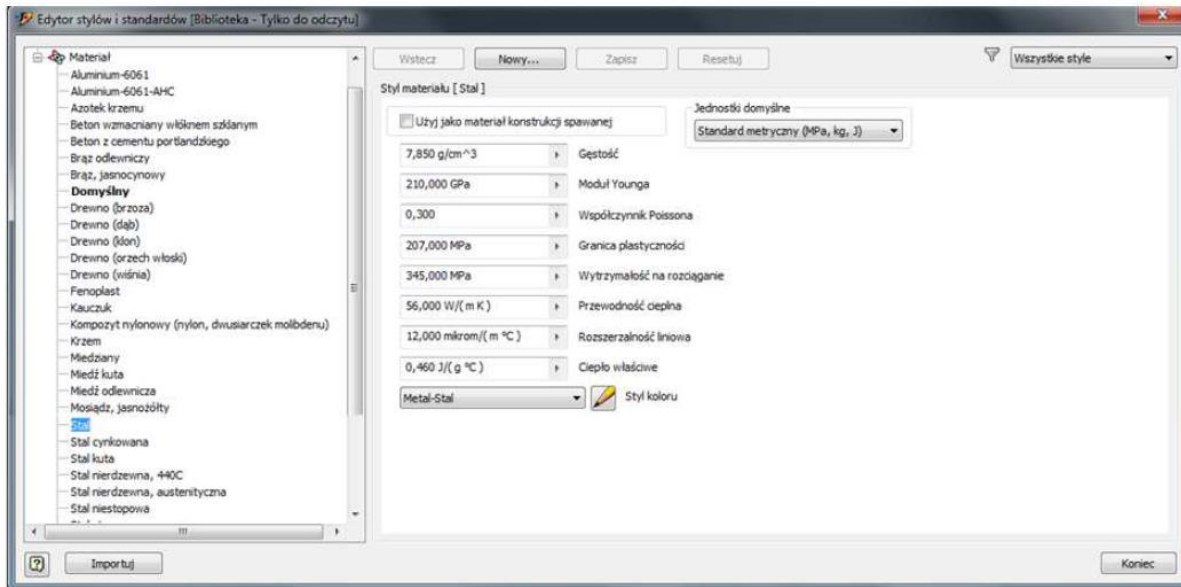 Edytor stylów i standardów [Biblioteka - Tylko do odczytu]
Materiał
Aluminium-6061
Aluminium-6061-AHC
Azotek krzemu
Beton wzmacniany włóknem szklanym
Beton z cementu portlandzkiego
Brąz odlewniczy
Brąz, jasnocynowy
Domyślny
Drewno (brzoza)
Drewno (dąb)
Drewno (klon)
Drewno (orzech włoski)
Drewno (wiśnia)
Fenoplast
Kauczuk
Kompozyt nylonowy (nylon, dwusiarczek molibdenu)
Krzem
Miedziany
Miedź kuta
Miedź odlewnicza
Mosiądz, jasnożółty
Stal
Stal cynkowana
Stal kuta
Stal nierdzewna, 440C
Stal nierdzewna, austenityczna
Stal niestopowa
Importuj
Wstecz Nowy... Zapisz Resetuj Wszystkie style
Styl materiału [ Stal ]
Użyj jako materiał konstrukcji spawanej
Jednostki domyślne
Standard metryczny (MPa, kg, J)
7,850 g/cm^3 Gęstość
210,000 GPa Moduł Younga
0,300 Współczynnik Poissona
207,000 MPa Granica plastyczności
345,000 MPa Wytrzymałość na rozciąganie
56,000 W/( m K ) Przewodność cieplna
12,000 mikrom/( m °C ) Rozszerzalność liniowa
0,460 J/( g °C ) Ciepło właściwe
Metal-Stal Styl koloru
Koniec